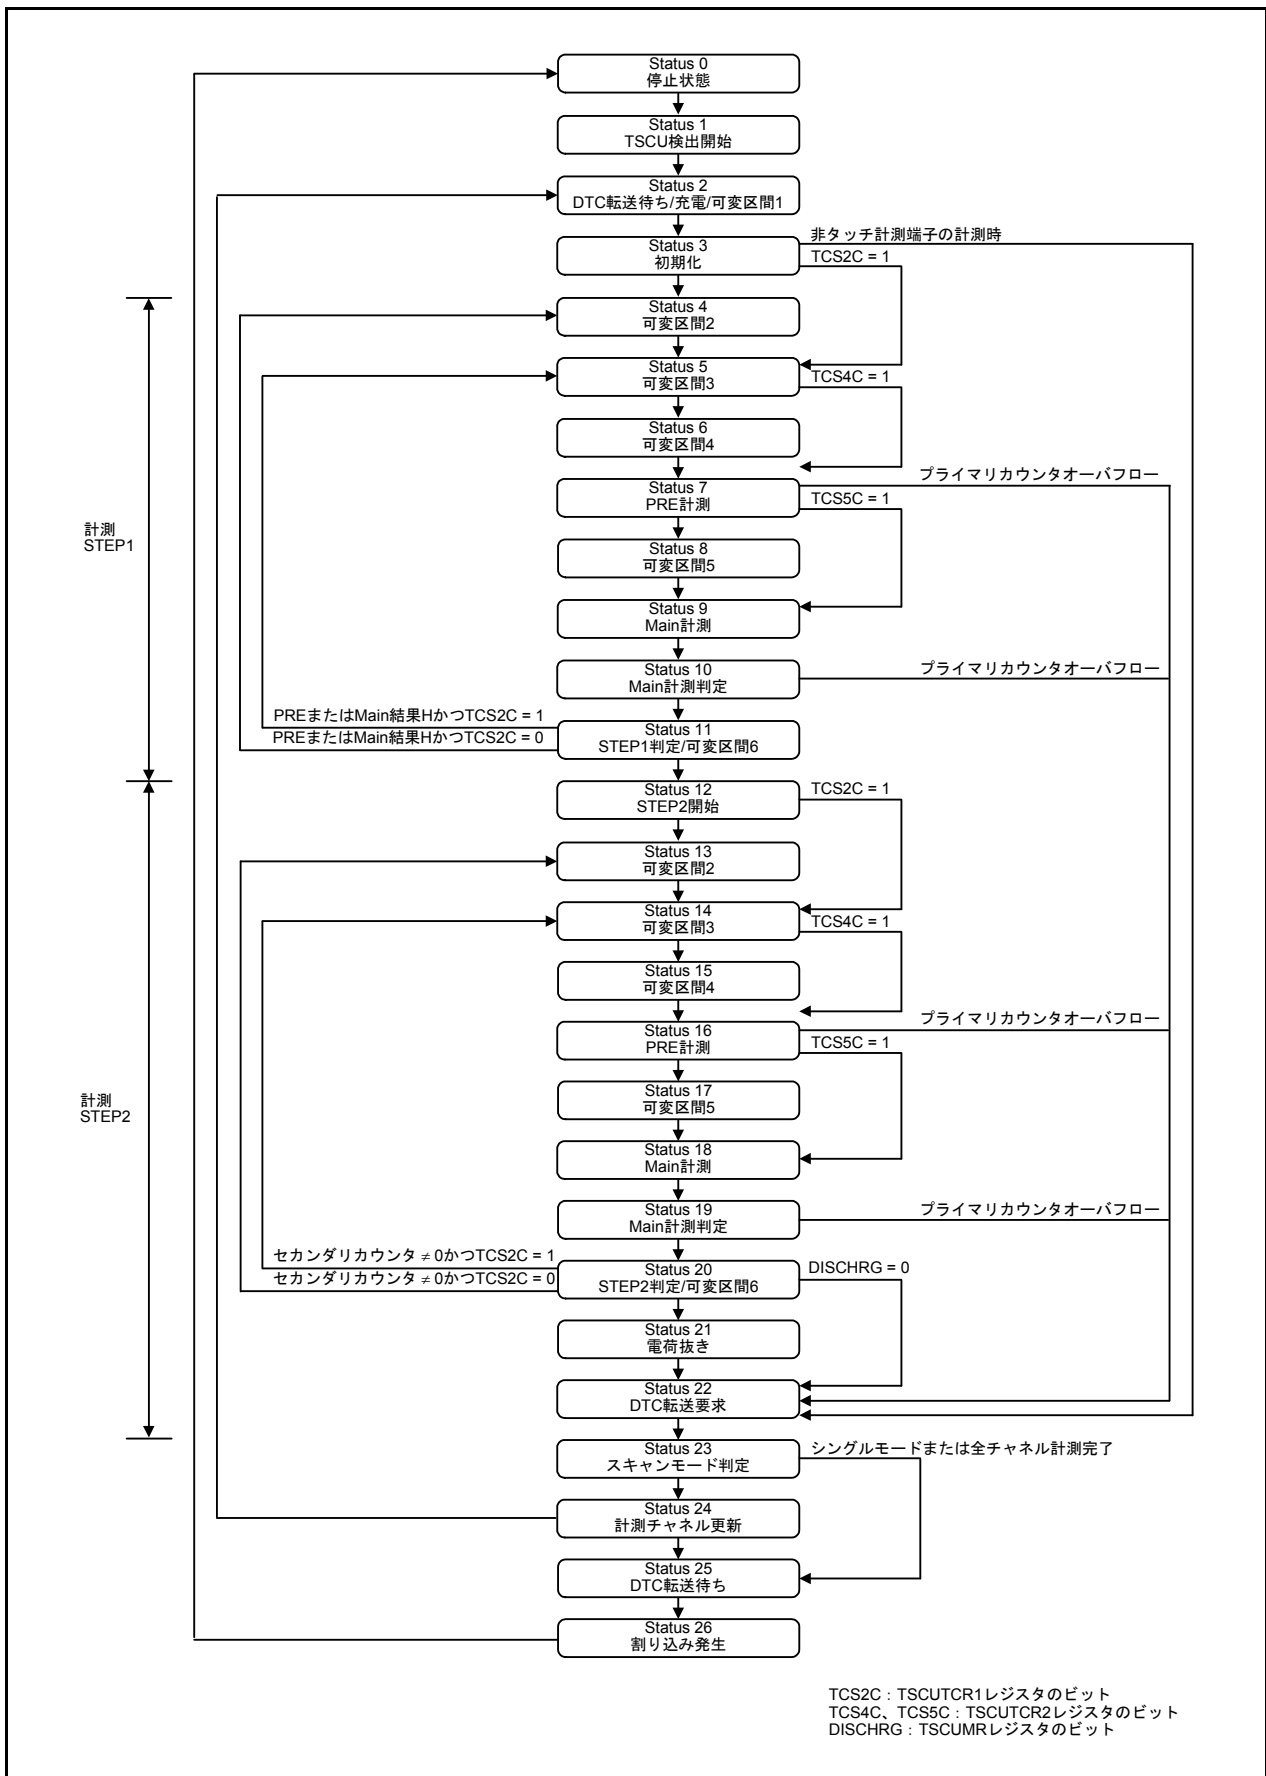 Status 0
停止状態
Status 1
TSCU検出開始
Status 2
DTC転送待ち/充電/可変区間1
Status 3
初期化
非タッチ計測端子の計測時
TCS2C = 1
Status 4
可変区間2
Status 5
可変区間3
TCS4C = 1
Status 6
可変区間4
Status 7
PRE計測
プライマリカウンタオーバフロー
TCS5C = 1
計測
STEP1
Status 8
可変区間5
Status 9
Main計測
Status 10
Main計測判定
プライマリカウンタオーバフロー
PREまたはMain結果HかつTCS2C = 1
PREまたはMain結果HかつTCS2C = 0
Status 11
STEP1判定/可変区間6
Status 12
STEP2開始
TCS2C = 1
Status 13
可変区間2
Status 14
可変区間3
TCS4C = 1
Status 15
可変区間4
Status 16
PRE計測
プライマリカウンタオーバフロー
TCS5C = 1
計測
STEP2
Status 17
可変区間5
Status 18
Main計測
Status 19
Main計測判定
プライマリカウンタオーバフロー
セカンダリカウンタ ≠ 0かつTCS2C = 1
セカンダリカウンタ ≠ 0かつTCS2C = 0
Status 20
STEP2判定/可変区間6
DISCHRG = 0
Status 21
電荷抜き
Status 22
DTC転送要求
Status 23
スキャンモード判定
シングルモードまたは全チャネル計測完了
Status 24
計測チャネル更新
Status 25
DTC転送待ち
Status 26
割り込み発生
TCS2C : TSCUTCR1レジスタのビット
TCS4C、TCS5C : TSCUTCR2レジスタのビット
DISCHRG : TSCUMRレジスタのビット